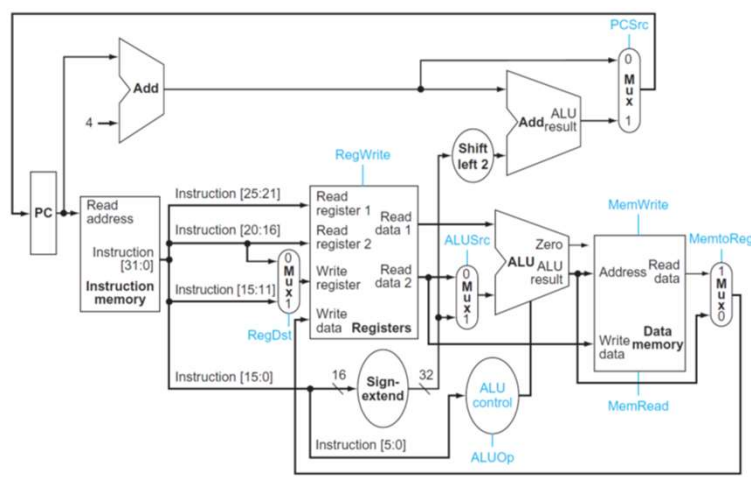 PCSrc
0
M
u
x
1
Add
4
Add ALU
result
Shift
left 2
RegWrite
PC
Read
address
Instruction
[31:0]
Instruction
memory
Instruction [25:21]
Instruction [20:16]
Instruction [15:11]
0
M
u
x
1
RegDst
Read
register 1
Read
register 2
Write
register
Write
data
Read
data 1
Read
data 2
Registers
ALUSrc
0
M
u
x
1
Zero
ALU ALU
result
MemWrite
Address
Read
data
Write
data
Data
memory
MemRead
MemtoReg
1
M
u
x
0
Instruction [15:0]
16
Sign-
extend
32
ALU
control
ALUOp
Instruction [5:0]